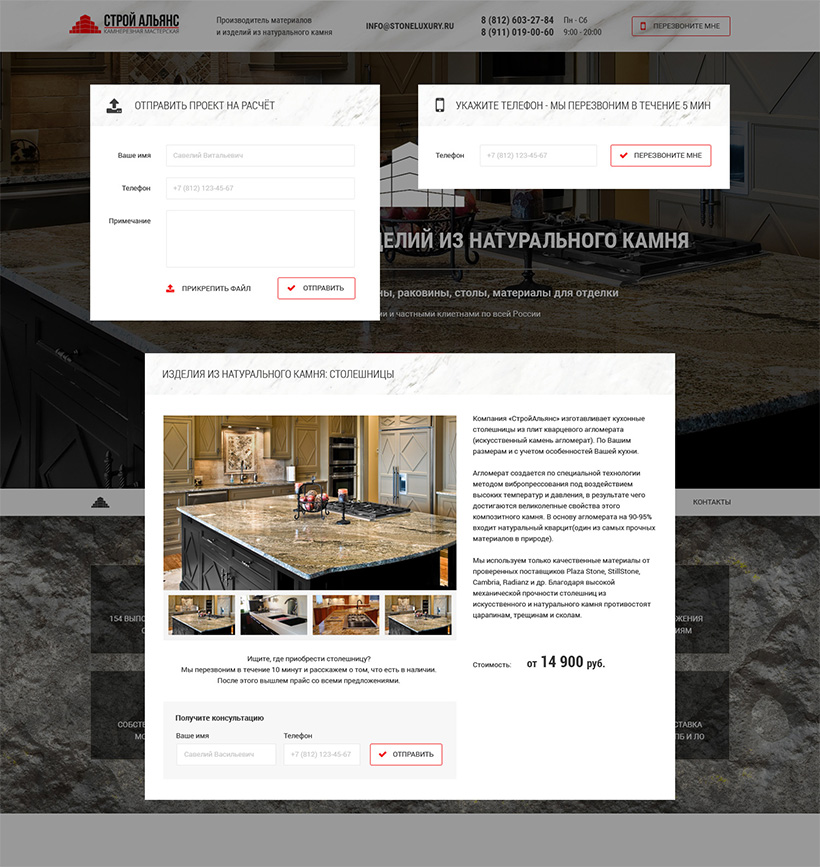 СТРОЙ АЛЬЯНС
КАМНЕРЕЗНАЯ МАСТЕРСКАЯ
Производитель материалов
и изделий из натурального камня
INFO@STONELUXURY.RU
8 (812) 603-27-84
8 (911) 019-00-60
Пн - Сб
9:00 - 20:00
ПЕРЕЗВОНИТЕ МНЕ
ОТПРАВИТЬ ПРОЕКТ НА РАСЧЁТ
Ваше имя
Савелий Витальевич
Телефон
+7 (812) 123-45-67
Примечание
ПРИКРЕПИТЬ ФАЙЛ
ОТПРАВИТЬ
УКАЖИТЕ ТЕЛЕФОН - МЫ ПЕРЕЗВОНИМ В ТЕЧЕНИЕ 5 МИН
Телефон
+7 (812) 123-45-67
ПЕРЕЗВОНИТЕ МНЕ
ДЕЛИЙ ИЗ НАТУРАЛЬНОГО КАМНЯ
ны, раковины, столы, материалы для отделки
ми и частными клиетнами по всей России
ИЗДЕЛИЯ ИЗ НАТУРАЛЬНОГО КАМНЯ: СТОЛЕШНИЦЫ
Компания «СтройАльянс» изготавливает кухонные
столешницы из плит кварцевого агломерата
(искусственный камень агломерат). По Вашим
размерам и с учетом особенностей Вашей кухни.
Агломерат создается по специальной технологии
методом вибропрессования под воздействием
высоких температур и давления, в результате чего
достигаются великолепные свойства этого
композитного камня. В основу агломерата на 90-95%
входит натуральный кварцит(один из самых прочных
материалов в природе).
Мы используем только качественные материалы от
проверенных поставщиков Plaza Stone, StillStone,
Cambria, Radianz и др. Благодаря высокой
механической прочности столешниц из
искусственного и натурального камня противостоят
царапинам, трещинам и сколам.
Стоимость:
от 14 900 руб.
Ищите, где приобрести столешницу?
Мы перезвоним в течение 10 минут и расскажем о том, что есть в наличии.
После этого вышлем прайс со всеми предложениями.
Получите консультацию
Ваше имя
Телефон
Савелий Васильевич
+7 (812) 123-45-67
ОТПРАВИТЬ
КОНТАКТЫ
154 ВЫПО
С
ЖЕНИЯ
ИЯМ
СОБСТВ
МО
СТАВКА
ПБ И ЛО